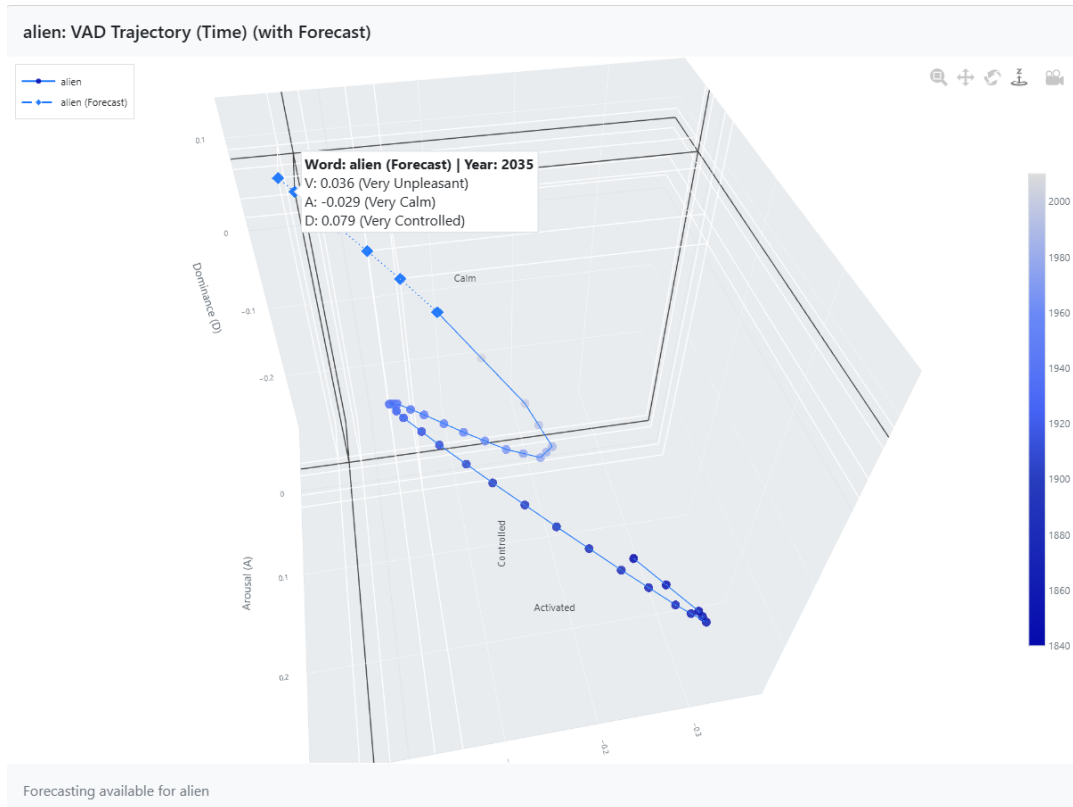 alien: VAD Trajectory (Time) (with Forecast)
alien
alien (Forecast)
Word: alien (Forecast) | Year: 2035
V: 0.036 (Very Unpleasant)
A: -0.029 (Very Calm)
D: 0.079 (Very Controlled)
z
0.1
0
−0.1
−0.2
Dominance (D)
Calm
0
0.1
0.2
Arousal (A)
Controlled
Activated
−0.2
−0.3
2000
1980
1960
1940
1920
1900
1880
1860
1840
Forecasting available for alien